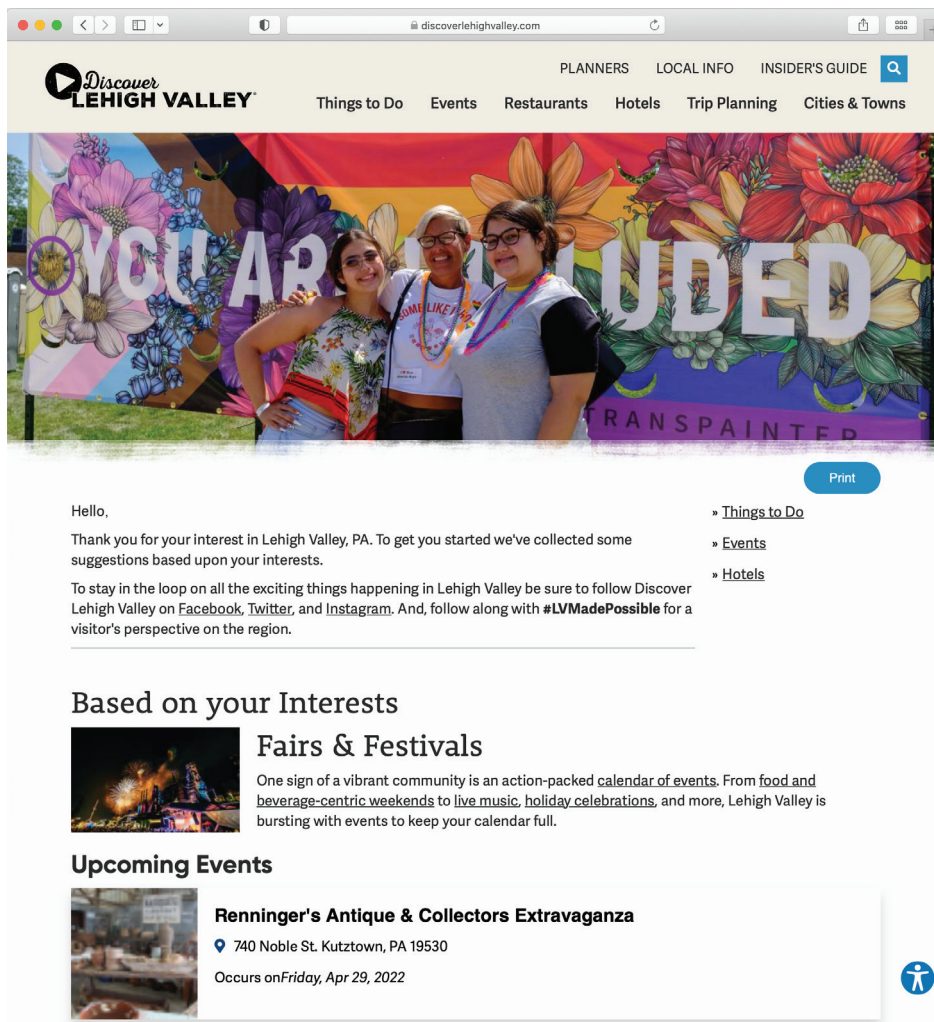 discoverlehighvalley.com
PLANNERS LOCAL INFO INSIDER'S GUIDE
Discover
LEHIGH VALLEY
Things to Do Events Restaurants Hotels Trip Planning Cities & Towns
YOU ARE INCLUDED
SOME LIKE
TRANSPAINTER
Print
Hello,
Thank you for your interest in Lehigh Valley, PA. To get you started we've collected some
suggestions based upon your interests.
To stay in the loop on all the exciting things happening in Lehigh Valley be sure to follow Discover
Lehigh Valley on Facebook, Twitter, and Instagram. And, follow along with #LVMadePossible for a
visitor's perspective on the region.
» Things to Do
» Events
» Hotels
Based on your Interests
Fairs & Festivals
One sign of a vibrant community is an action-packed calendar of events. From food and
beverage-centric weekends to live music, holiday celebrations, and more, Lehigh Valley is
bursting with events to keep your calendar full.
Upcoming Events
Renninger's Antique & Collectors Extravaganza
740 Noble St. Kutztown, PA 19530
Occurs onFriday, Apr 29, 2022